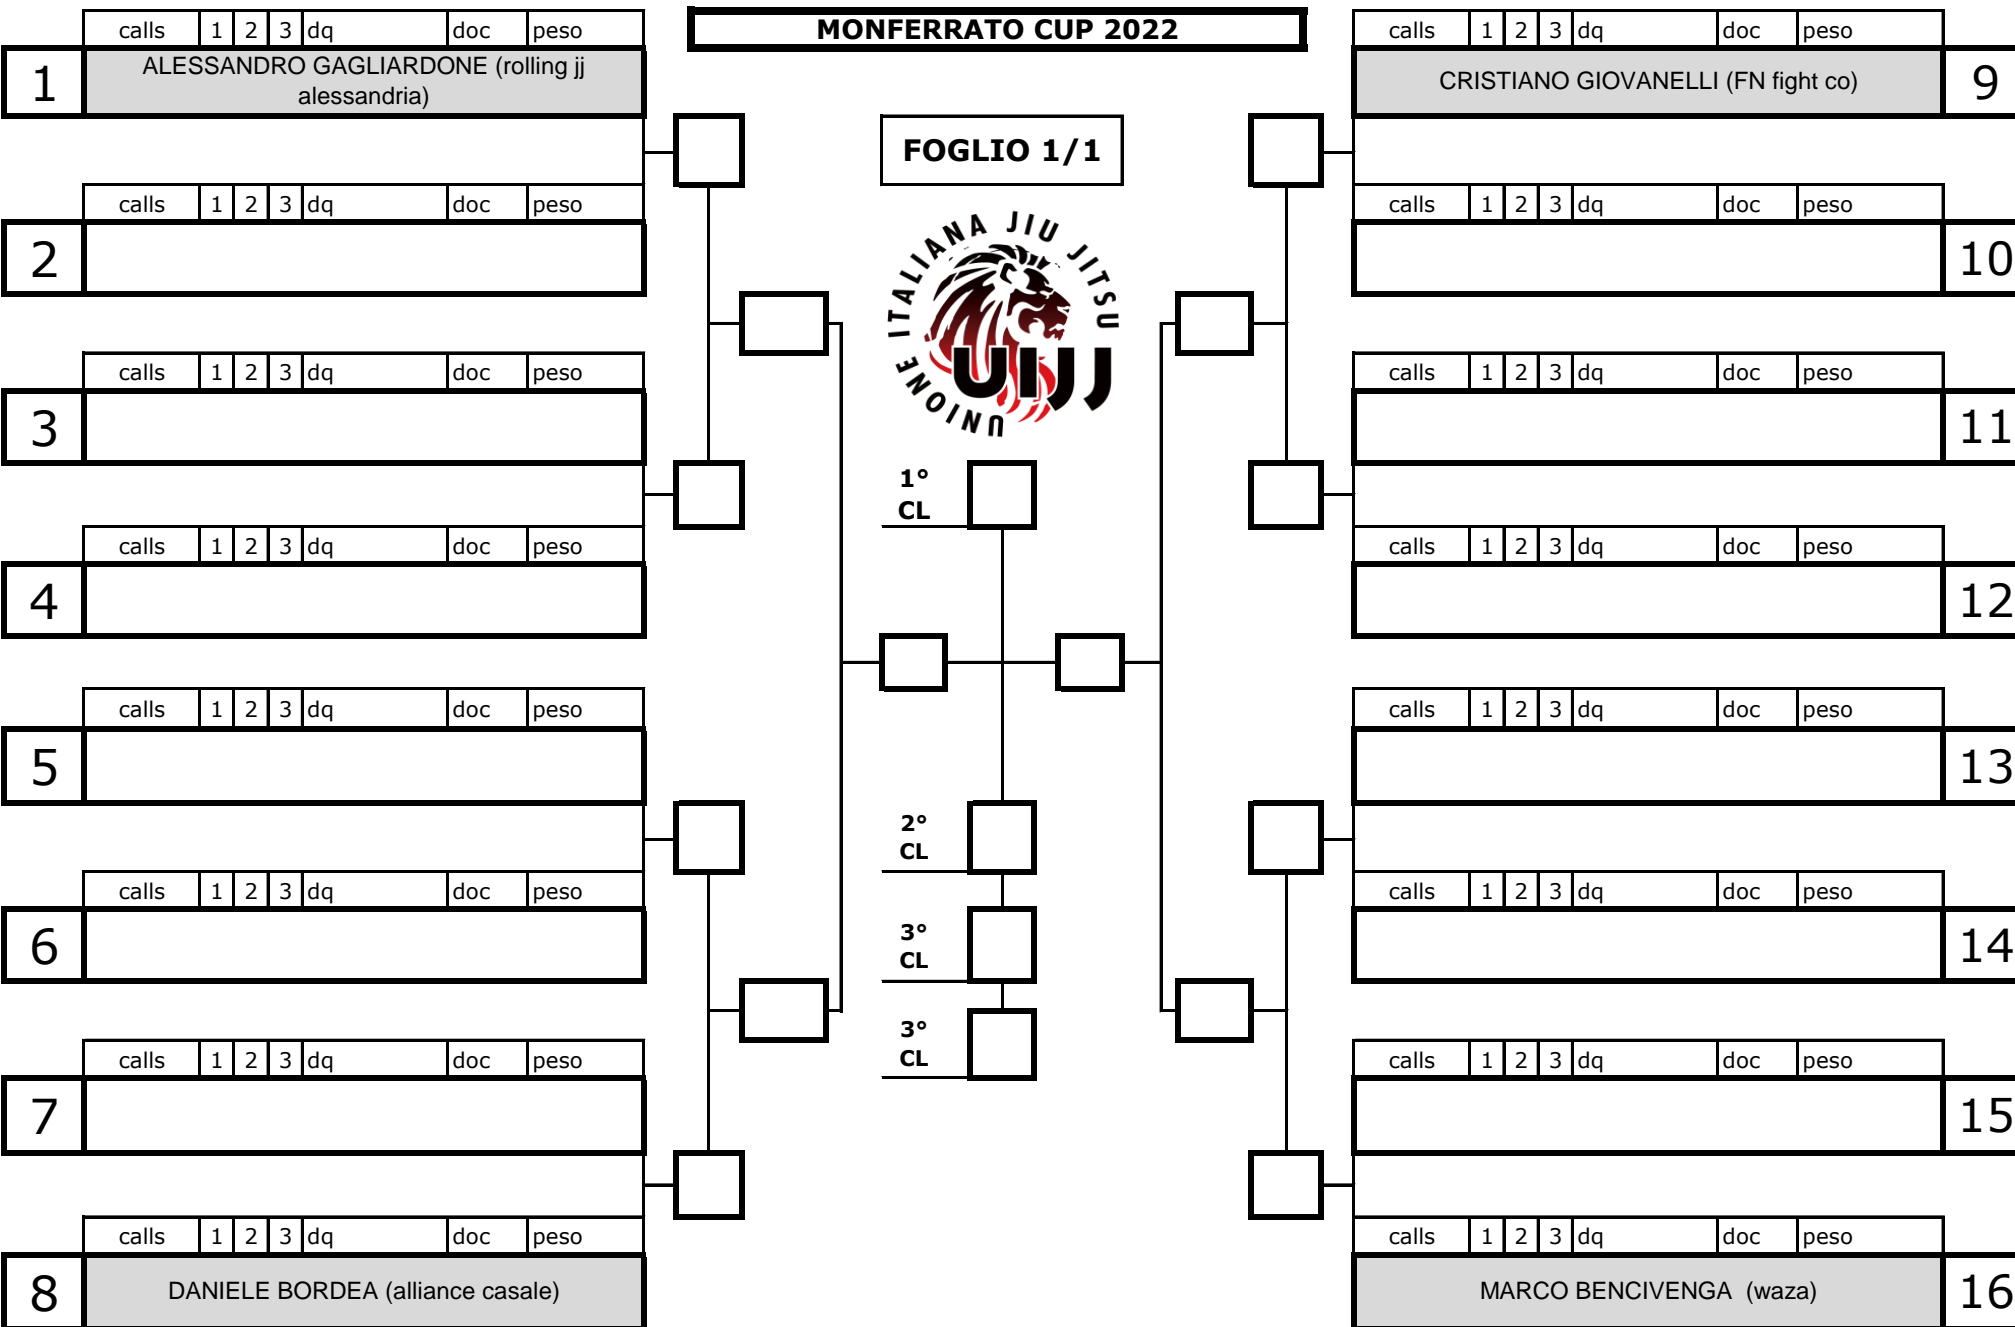 MONFERRATO CUP 2022
FOGLIO 1/1
UNIONE ITALIANA JIU JITSU
UIJJ
calls 1 2 3 dq doc peso
1 ALESSANDRO GAGLIARDONE (rolling jj
alessandria)
calls 1 2 3 dq doc peso
2
calls 1 2 3 dq doc peso
3
calls 1 2 3 dq doc peso
4
calls 1 2 3 dq doc peso
5
calls 1 2 3 dq doc peso
6
calls 1 2 3 dq doc peso
7
calls 1 2 3 dq doc peso
8 DANIELE BORDEA (alliance casale)
1°
CL
2°
CL
3°
CL
3°
CL
calls 1 2 3 dq doc peso
CRISTIANO GIOVANELLI (FN fight co) 9
calls 1 2 3 dq doc peso
10
calls 1 2 3 dq doc peso
11
calls 1 2 3 dq doc peso
12
calls 1 2 3 dq doc peso
13
calls 1 2 3 dq doc peso
14
calls 1 2 3 dq doc peso
15
calls 1 2 3 dq doc peso
MARCO BENCIVENGA (waza) 16